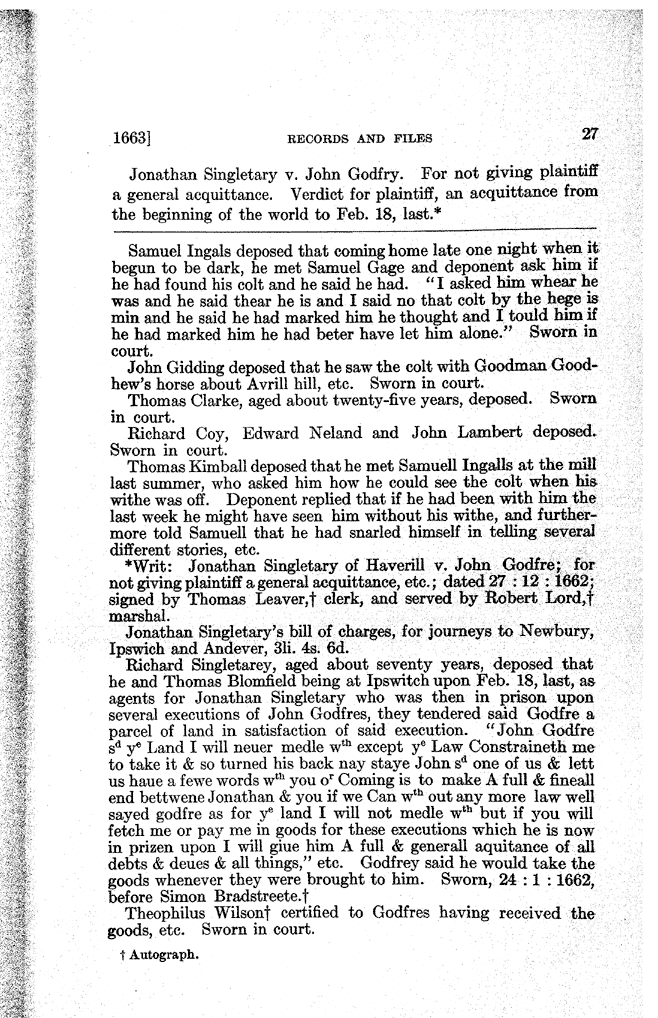 1663] RECORDS AND FILES 27
Jonathan Singletary v. John Godfry. For not giving plaintiff
a general acquittance. Verdict for plaintiff, an acquittance from
the beginning of the world to Feb. 18, last.*
Samuel Ingals deposed that coming home late one night when it
begun to be dark, he met Samuel Gage and deponent ask him if
he had found his colt and he said he had. "I asked him whear he
was and he said thear he is and I said no that colt by the hege is
min and he said he had marked him he thought and I tould him if
he had marked him he had beter have let him alone." Sworn in
court.
John Gidding deposed that he saw the colt with Goodman Good-
hew's horse about Avrill hill, etc. Sworn in court.
Thomas Clarke, aged about twenty-five years, deposed. Sworn
in court.
Richard Coy, Edward Neland and John Lambert deposed.
Sworn in court.
Thomas Kimball deposed that he met Samuell Ingalls at the mill
last summer, who asked him how he could see the colt when his
withe was off. Deponent replied that if he had been with him the
last week he might have seen him without his withe, and further-
more told Samuell that he had snarled himself in telling several
different stories, etc.
*Writ: Jonathan Singletary of Haverill v. John Godfre; for
not giving plaintiff a general acquittance, etc.; dated 27 : 12 : 1662;
signed by Thomas Leaver,† clerk, and served by Robert Lord,†
marshal.
Jonathan Singletary's bill of charges, for journeys to Newbury,
Ipswich and Andever, 3li. 4s. 6d.
Richard Singletarey, aged about seventy years, deposed that
he and Thomas Blomfield being at Ipswitch upon Feb. 18, last, as
agents for Jonathan Singletary who was then in prison upon
several executions of John Godfres, they tendered said Godfre a
parcel of land in satisfaction of said execution. "John Godfre
sᵈ yᵉ Land I will neuer medle wᵗʰ except yᵉ Law Constraineth me
to take it & so turned his back nay staye John sᵈ one of us & lett
us haue a fewe words wᵗʰ you oʳ Coming is to make A full & fineall
end bettwene Jonathan & you if we Can wᵗʰ out any more law well
sayed godfre as for yᵉ land I will not medle wᵗʰ but if you will
fetch me or pay me in goods for these executions which he is now
in prizen upon I will giue him A full & generall aquitance of all
debts & deues & all things," etc. Godfrey said he would take the
goods whenever they were brought to him. Sworn, 24 : 1 : 1662,
before Simon Bradstreete.†
Theophilus Wilson† certified to Godfres having received the
goods, etc. Sworn in court.
† Autograph.